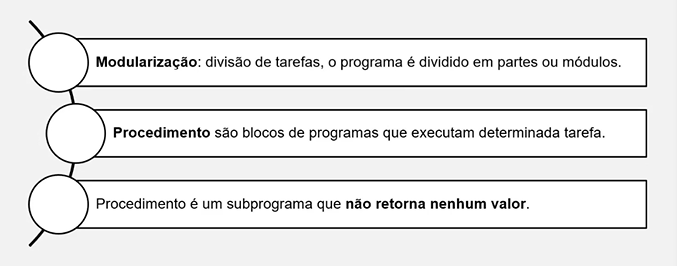 Modularização: divisão de tarefas, o programa é dividido em partes ou módulos.
Procedimento são blocos de programas que executam determinada tarefa.
Procedimento é um subprograma que não retorna nenhum valor.